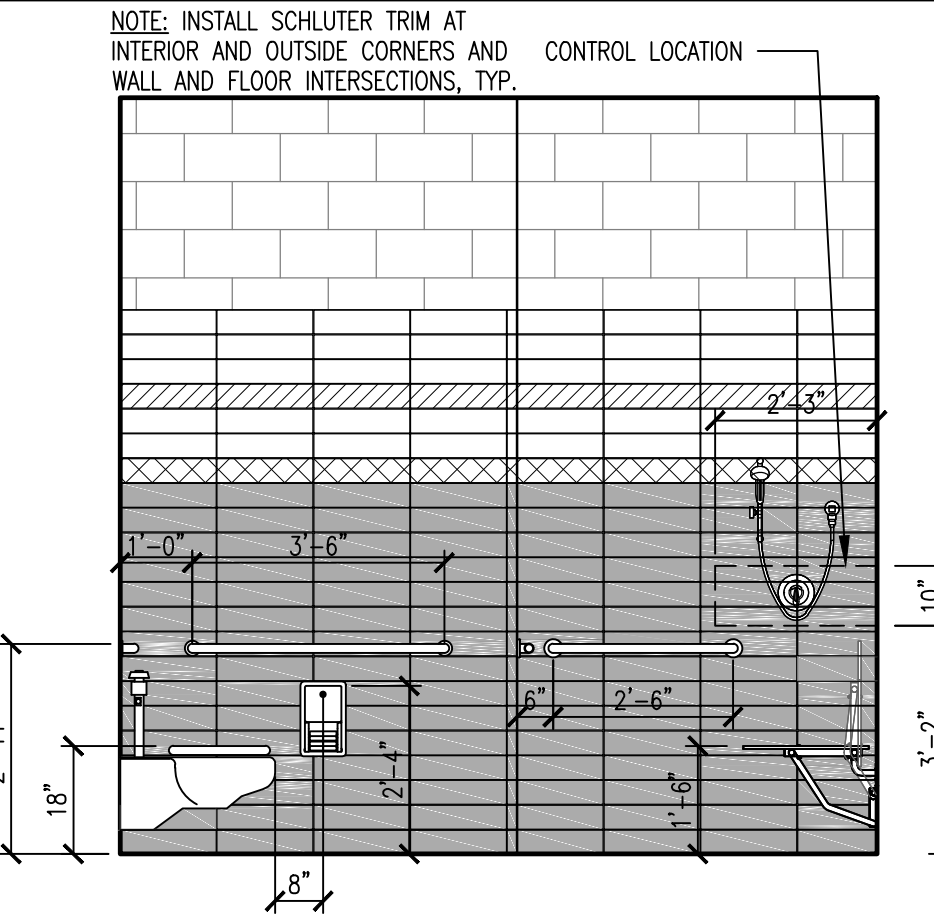 NOTE: INSTALL SCHLUTER TRIM AT
INTERIOR AND OUTSIDE CORNERS AND
WALL AND FLOOR INTERSECTIONS, TYP.
CONTROL LOCATION
2'-3"
1'-0"
3'-6"
10"
6"
2'-6"
2'-4"
18"
1'-6"
3'-2"
8"